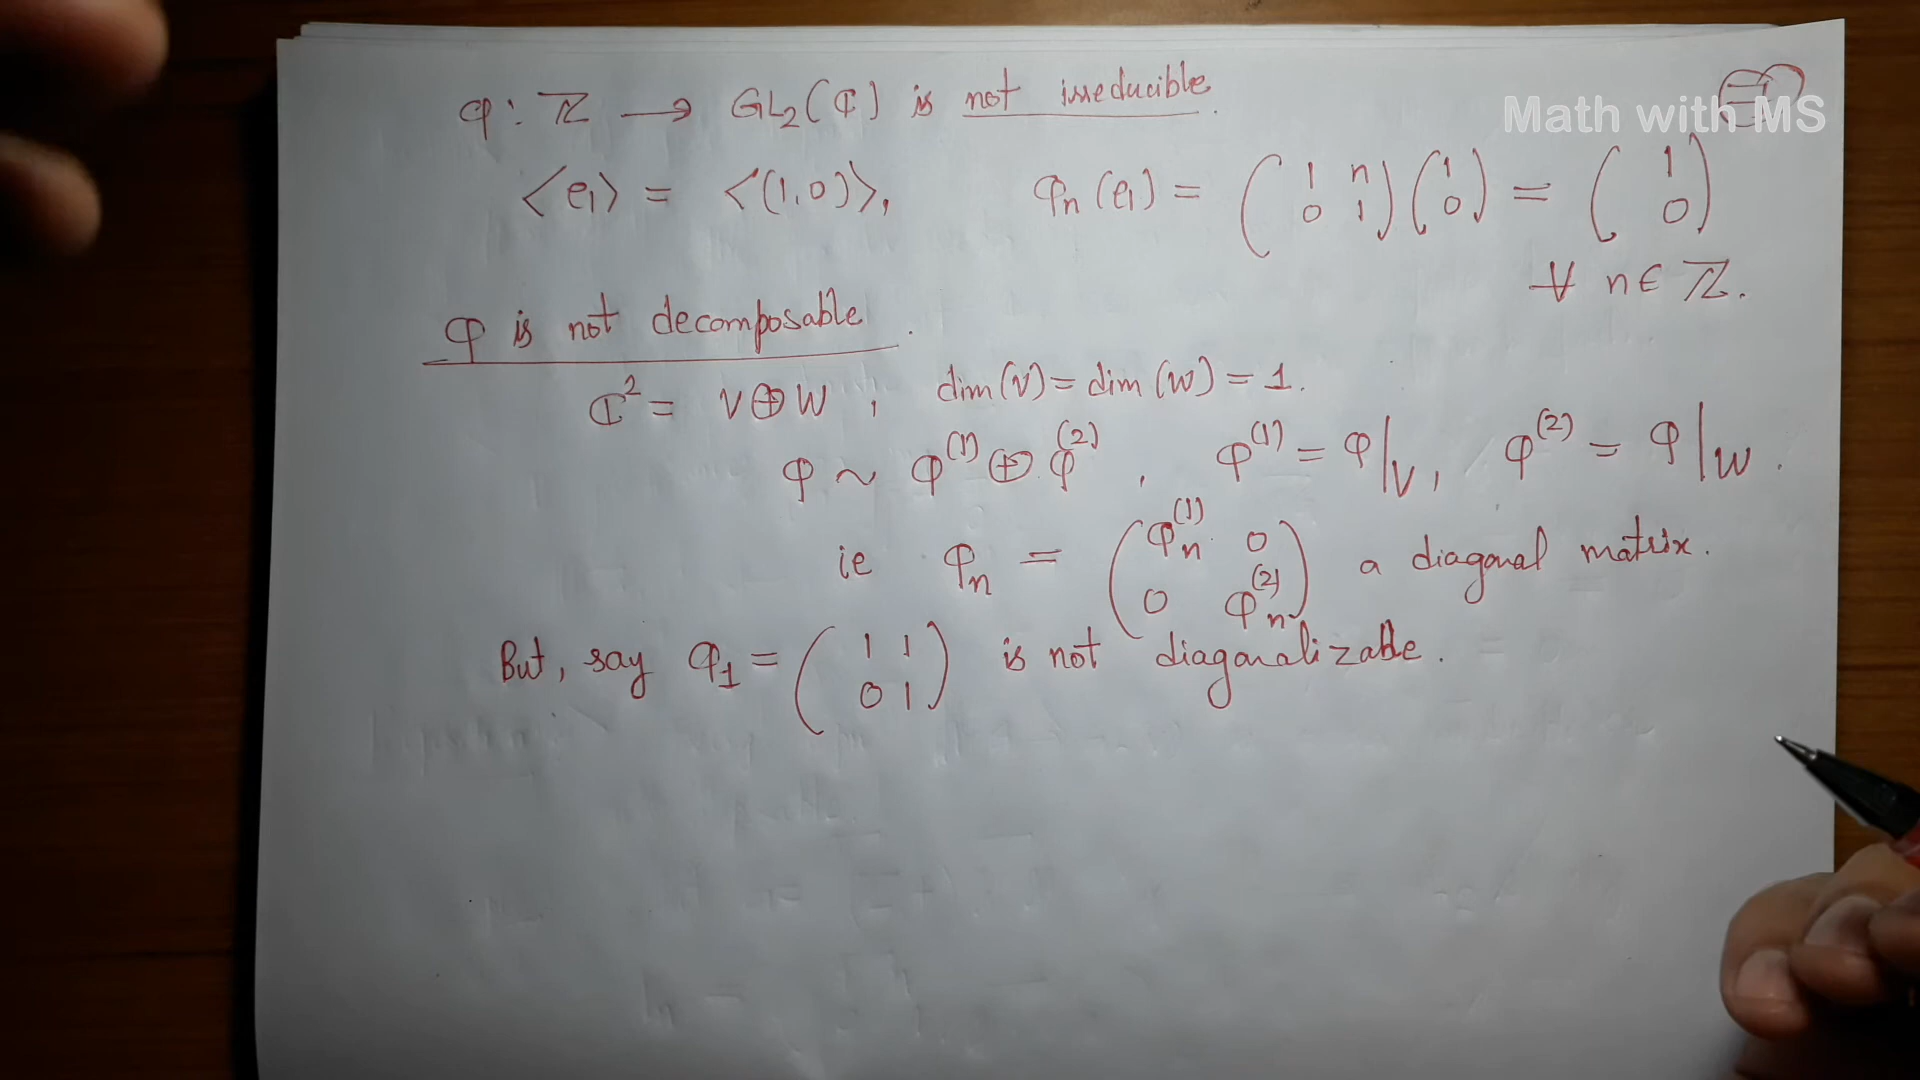 Math with MS
φ : ℤ → GL₂(ℂ) is not irreducible.
⟨e₁⟩ = ⟨(1,0)⟩, φₙ(e₁) = (1 n; 0 1)(1; 0) = (1; 0)
∀ n ∈ ℤ.
φ is not decomposable.
ℂ² = V⊕W, dim(V) = dim(W) = 1.
φ ~ φ⁽¹⁾ ⊕ φ⁽²⁾, φ⁽¹⁾ = φ|V, φ⁽²⁾ = φ|W.
ie φₙ = (φₙ⁽¹⁾ 0; 0 φₙ⁽²⁾) a diagonal matrix.
But, say φ₁ = (1 1; 0 1) is not diagonalizable.